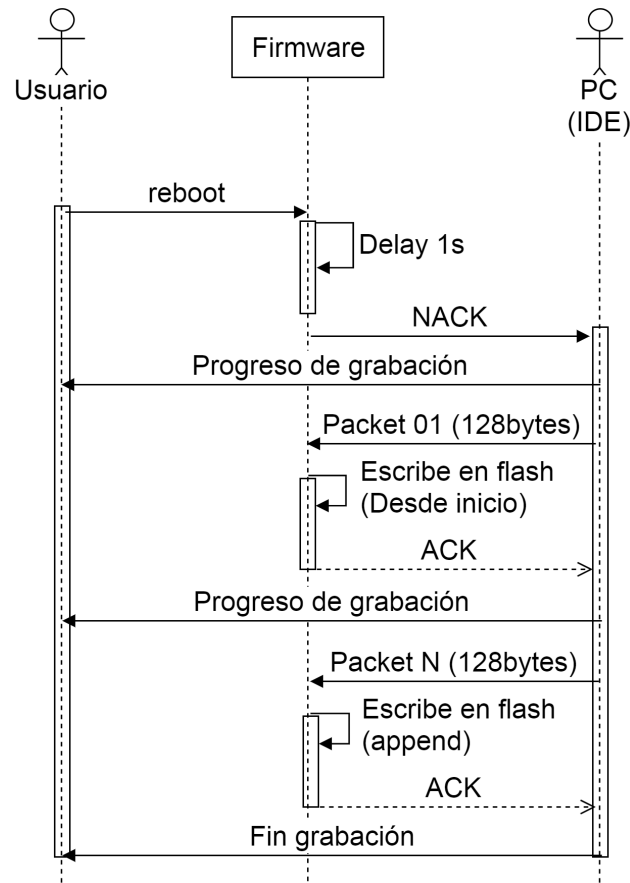 Usuario
Firmware
PC
(IDE)
reboot
Delay 1s
NACK
Progreso de grabación
Packet 01 (128bytes)
Escribe en flash
(Desde inicio)
ACK
Progreso de grabación
Packet N (128bytes)
Escribe en flash
(append)
ACK
Fin grabación